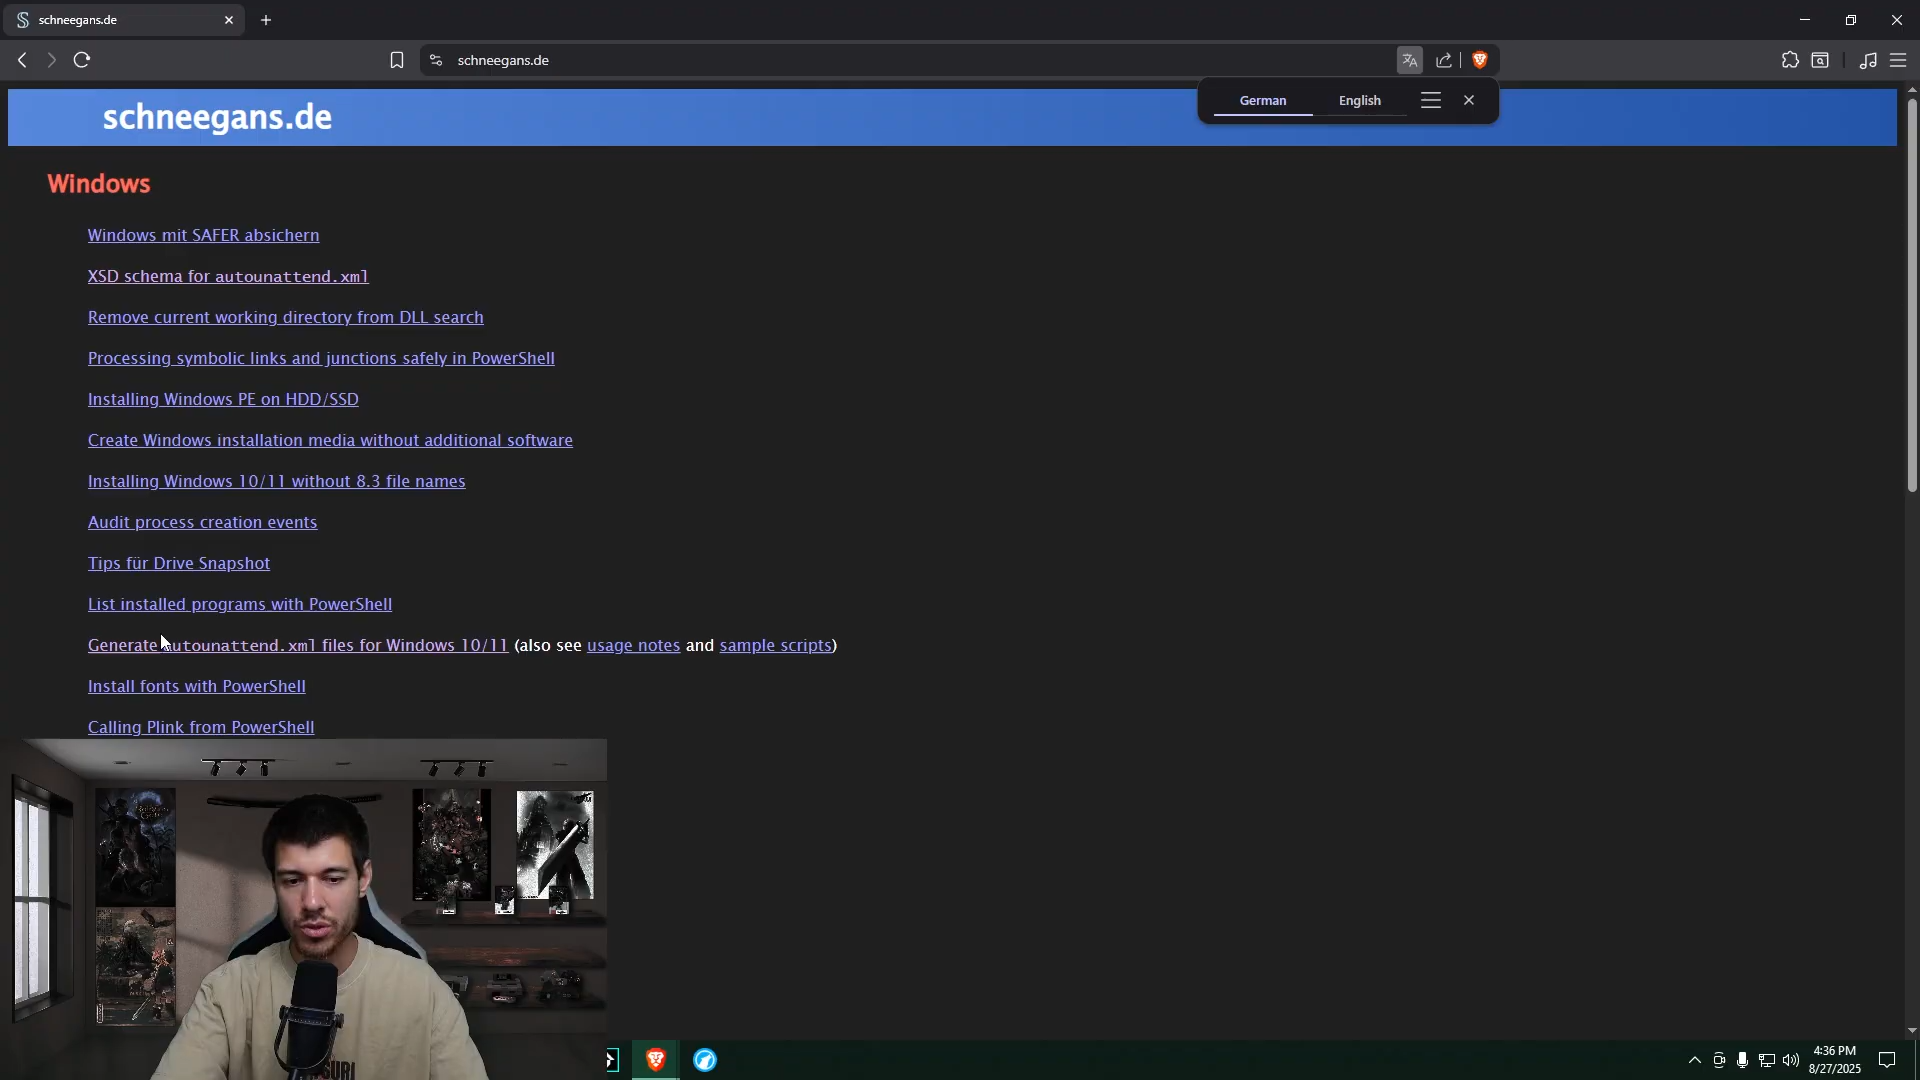 schneegans.de
schneegans.de
German
English
schneegans.de
Windows
Windows mit SAFER absichern
XSD schema for autounattend.xml
Remove current working directory from DLL search
Processing symbolic links and junctions safely in PowerShell
Installing Windows PE on HDD/SSD
Create Windows installation media without additional software
Installing Windows 10/11 without 8.3 file names
Audit process creation events
Tips für Drive Snapshot
List installed programs with PowerShell
Generate autounattend.xml files for Windows 10/11 (also see usage notes and sample scripts)
Install fonts with PowerShell
Calling Plink from PowerShell
4:36 PM
8/27/2025